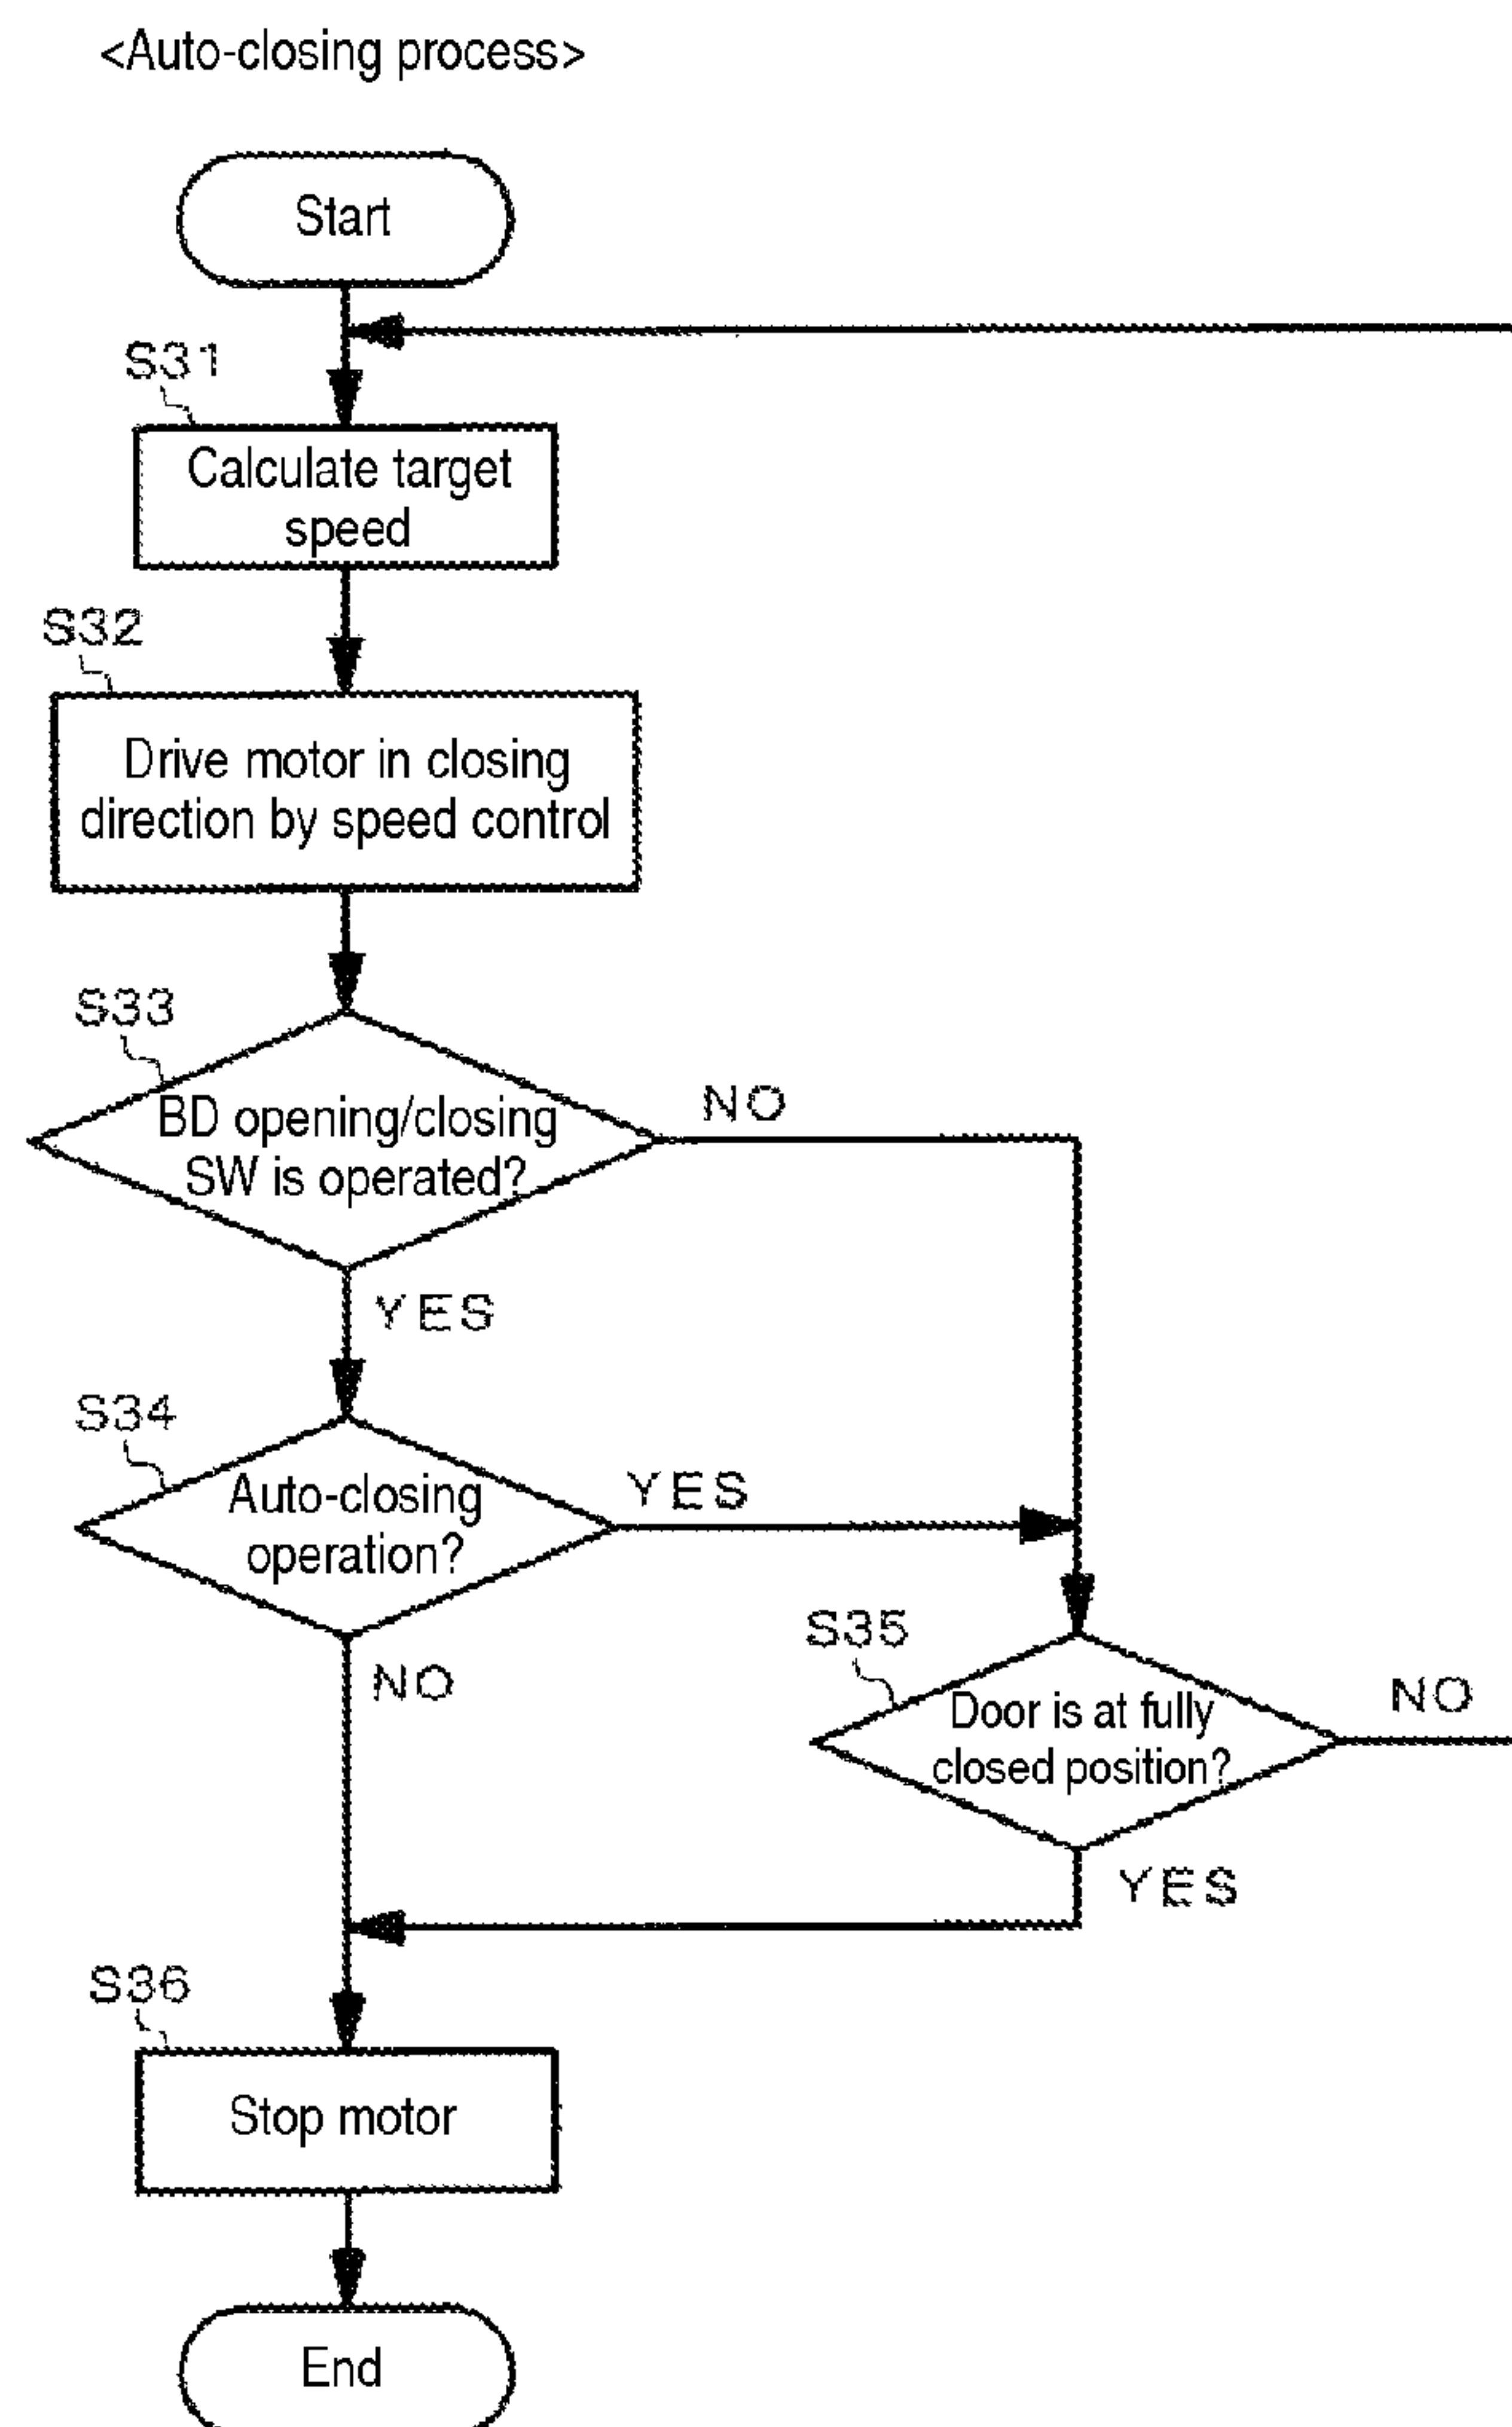 <Auto-closing process>
Start
S31
Calculate target
speed
S32
Drive motor in closing
direction by speed control
S33
BD opening/closing
SW is operated?
NO
YES
S34
Auto-closing
operation?
YES
NO
S35
Door is at fully
closed position?
NO
YES
S36
Stop motor
End